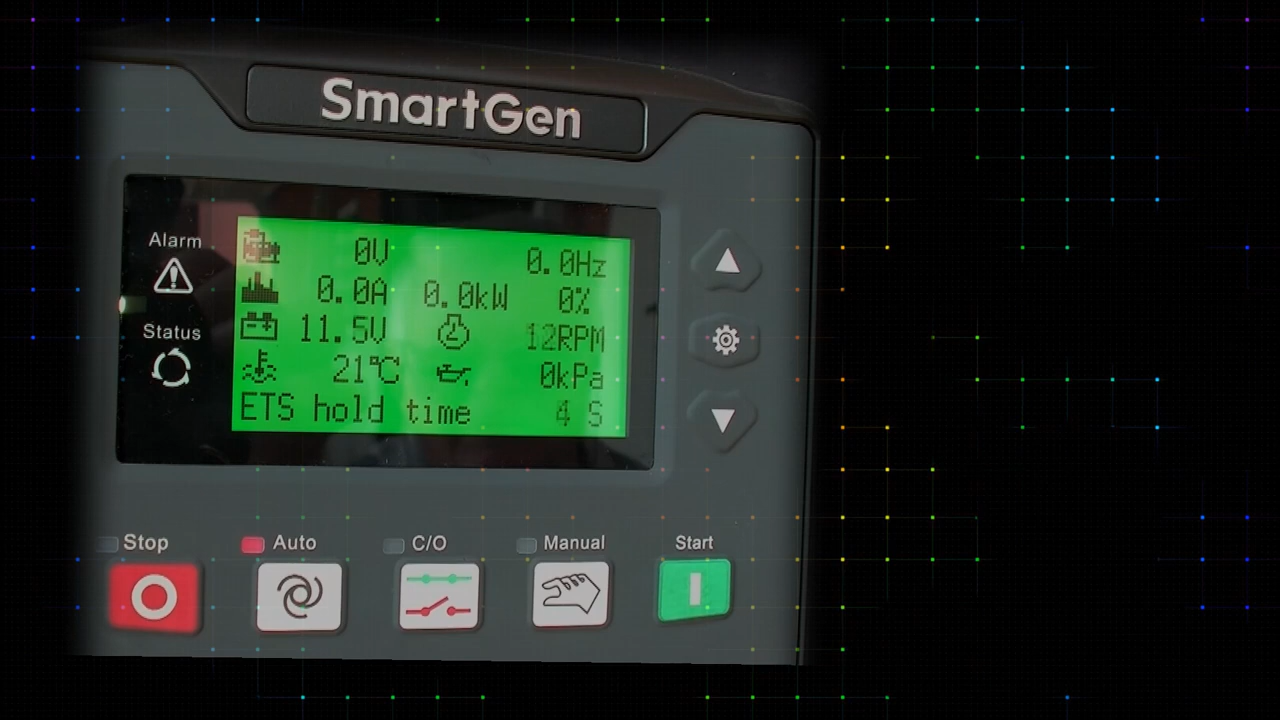 SmartGen
Alarm
Status
0V 0.0Hz
0.0A 0.0kW 0%
11.5V 12RPM
21℃ 0kPa
ETS hold time 4 S
Stop Auto C/O Manual Start